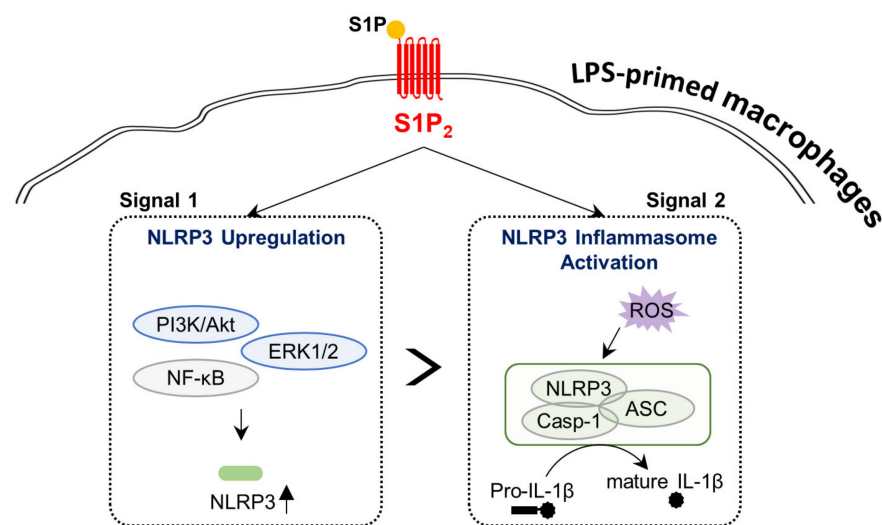 S1P
LPS-primed macrophages
S1P₂
Signal 1
Signal 2
NLRP3 Upregulation
PI3K/Akt
ERK1/2
NF-κB
NLRP3
>
NLRP3 Inflammasome
Activation
ROS
NLRP3
ASC
Casp-1
Pro-IL-1β
mature IL-1β